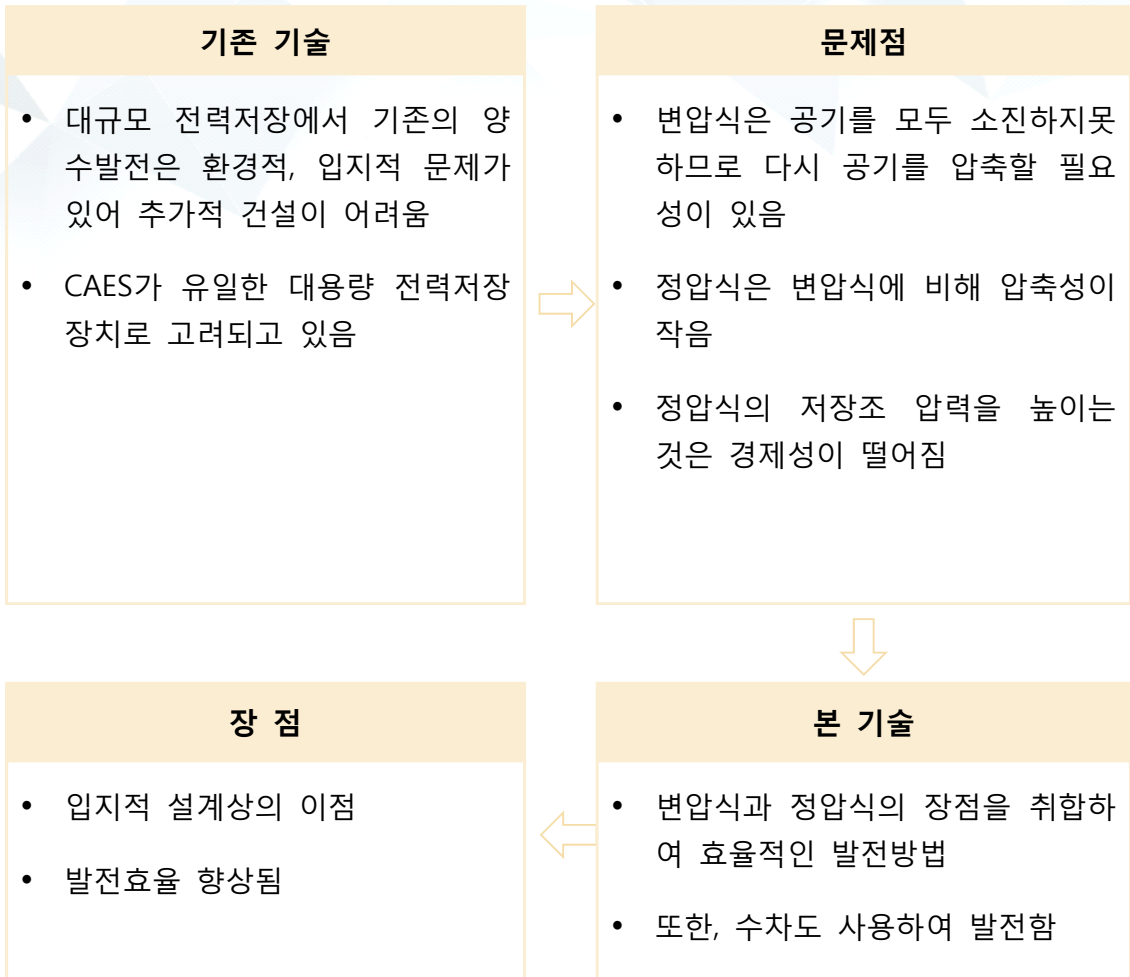 기존 기술
• 대규모 전력저장에서 기존의 양
수발전은 환경적, 입지적 문제가
있어 추가적 건설이 어려움
• CAES가 유일한 대용량 전력저장
장치로 고려되고 있음
문제점
• 변압식은 공기를 모두 소진하지못
하므로 다시 공기를 압축할 필요
성이 있음
• 정압식은 변압식에 비해 압축성이
작음
• 정압식의 저장조 압력을 높이는
것은 경제성이 떨어짐
본 기술
• 변압식과 정압식의 장점을 취합하
여 효율적인 발전방법
• 또한, 수차도 사용하여 발전함
장 점
• 입지적 설계상의 이점
• 발전효율 향상됨